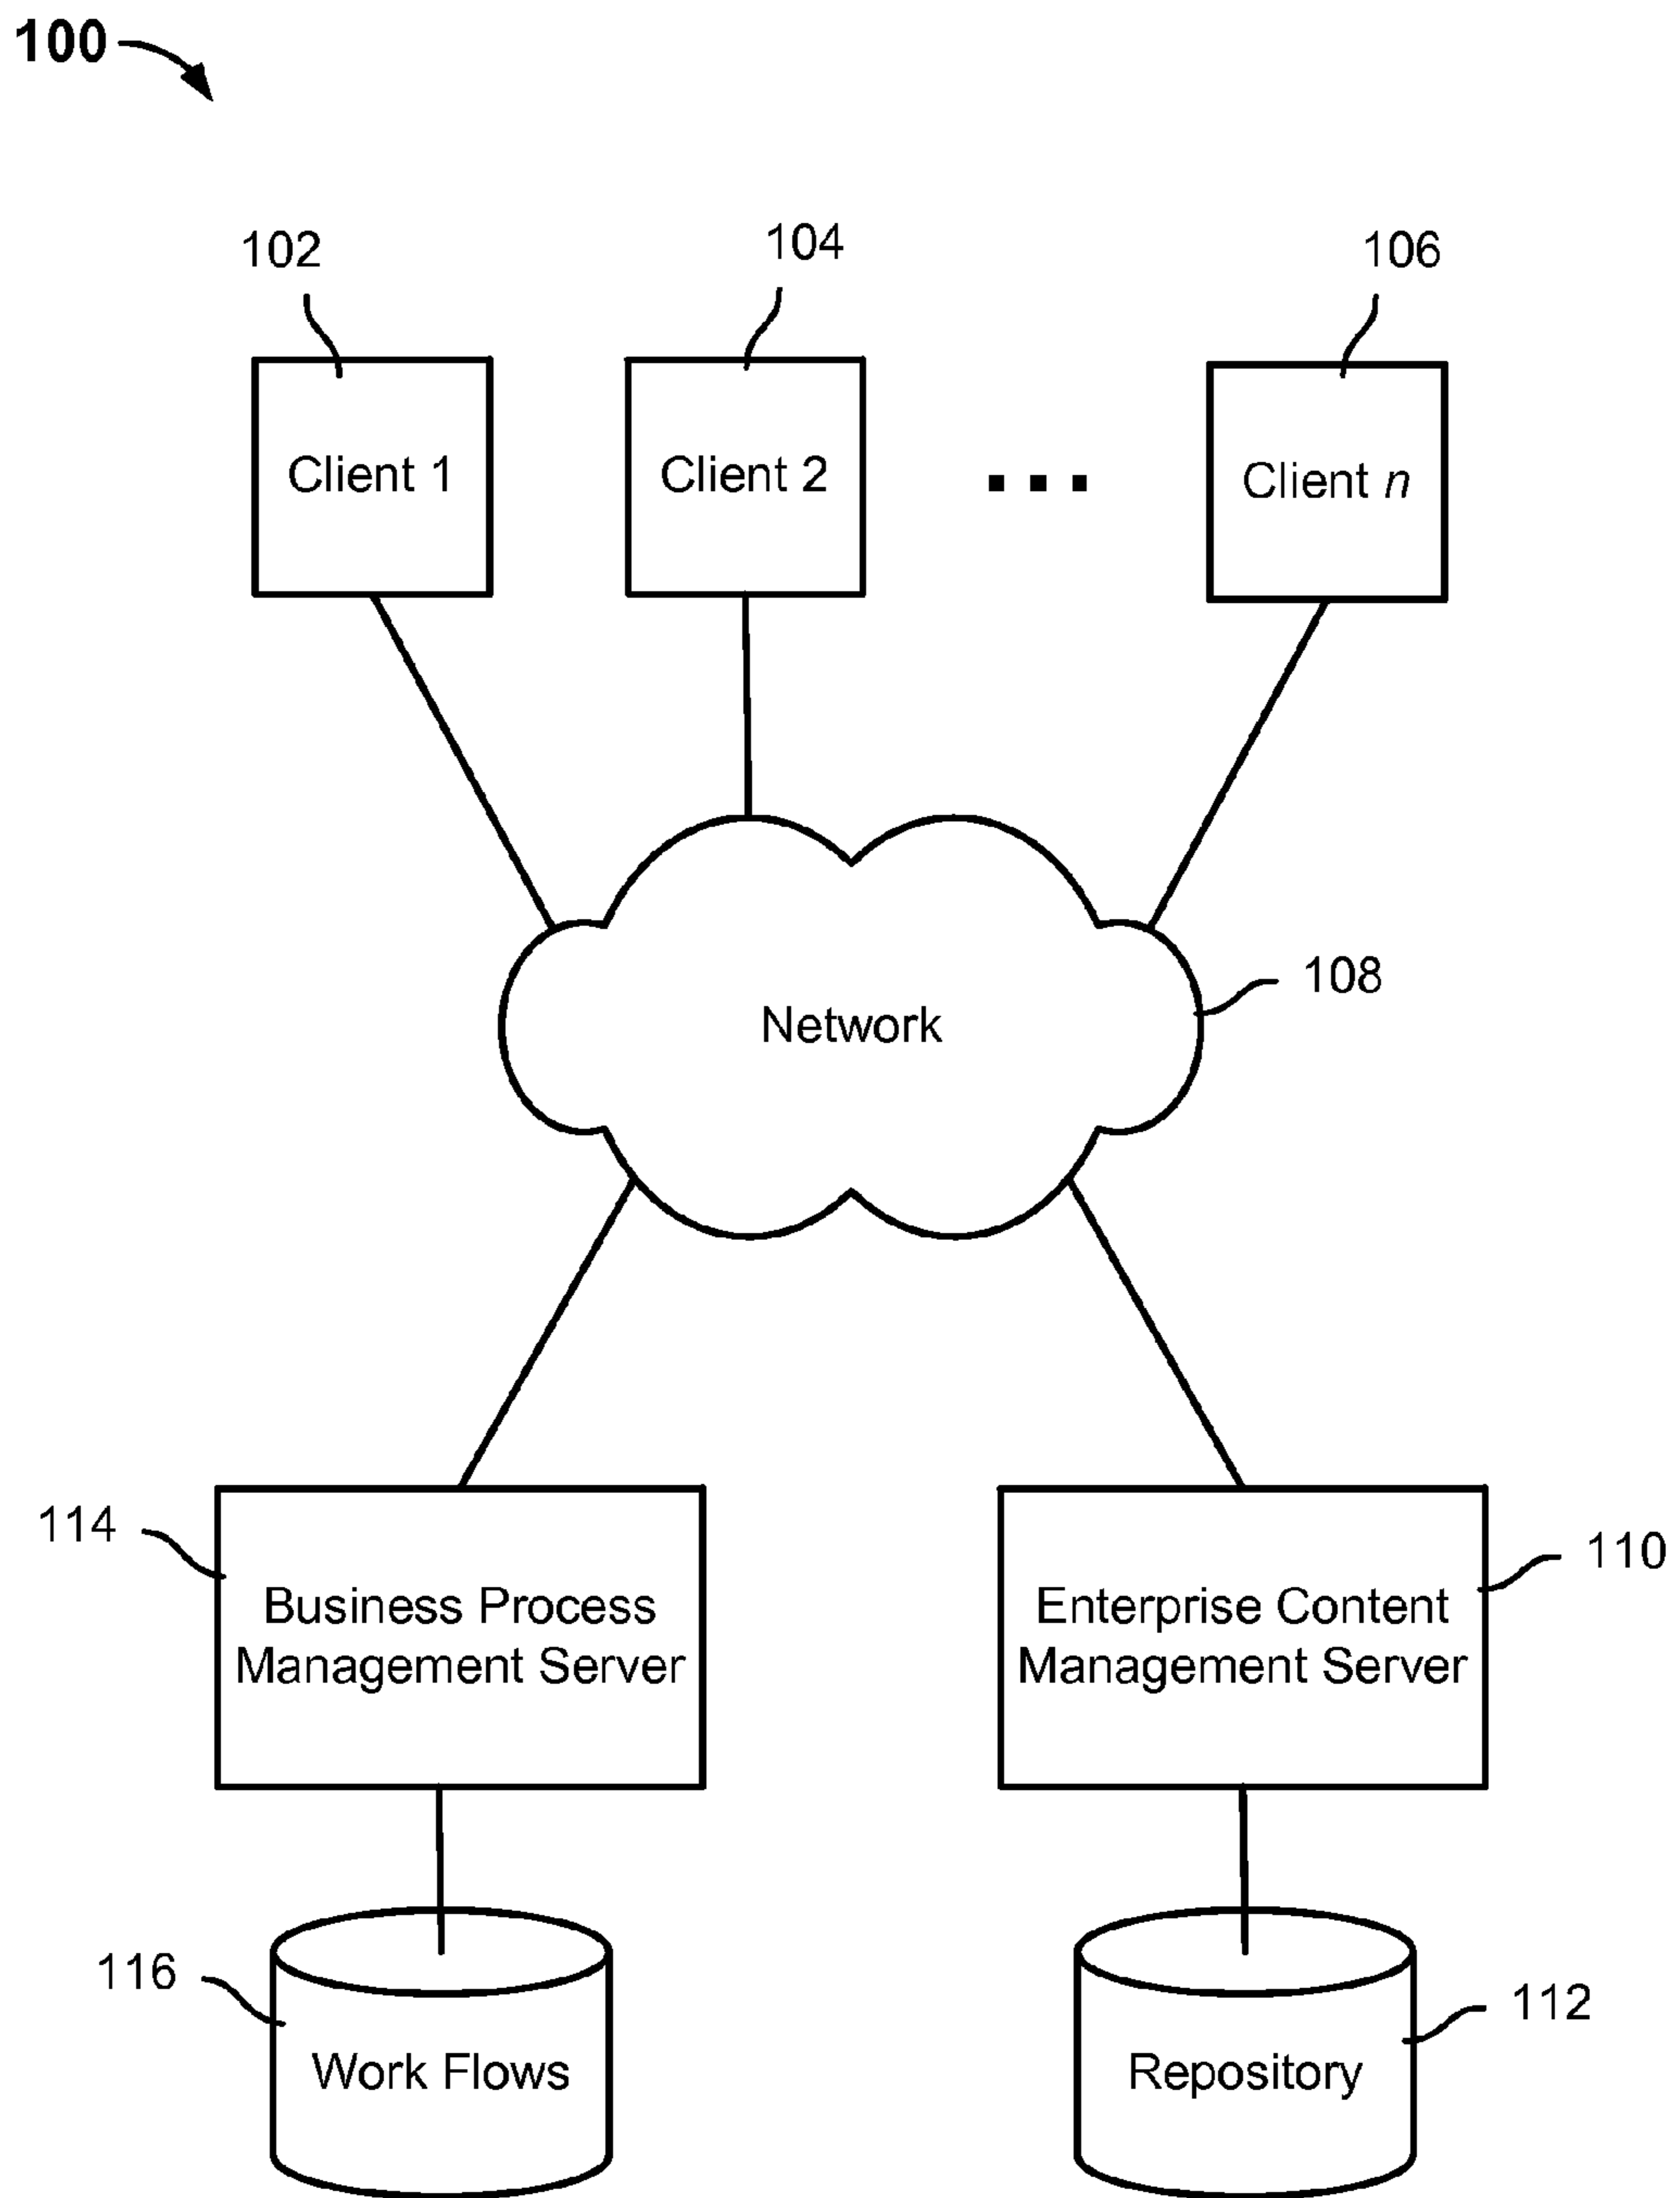 100
102
104
106
Client 1
Client 2
...
Client n
108
Network
114
110
Business Process
Management Server
Enterprise Content
Management Server
116
112
Work Flows
Repository